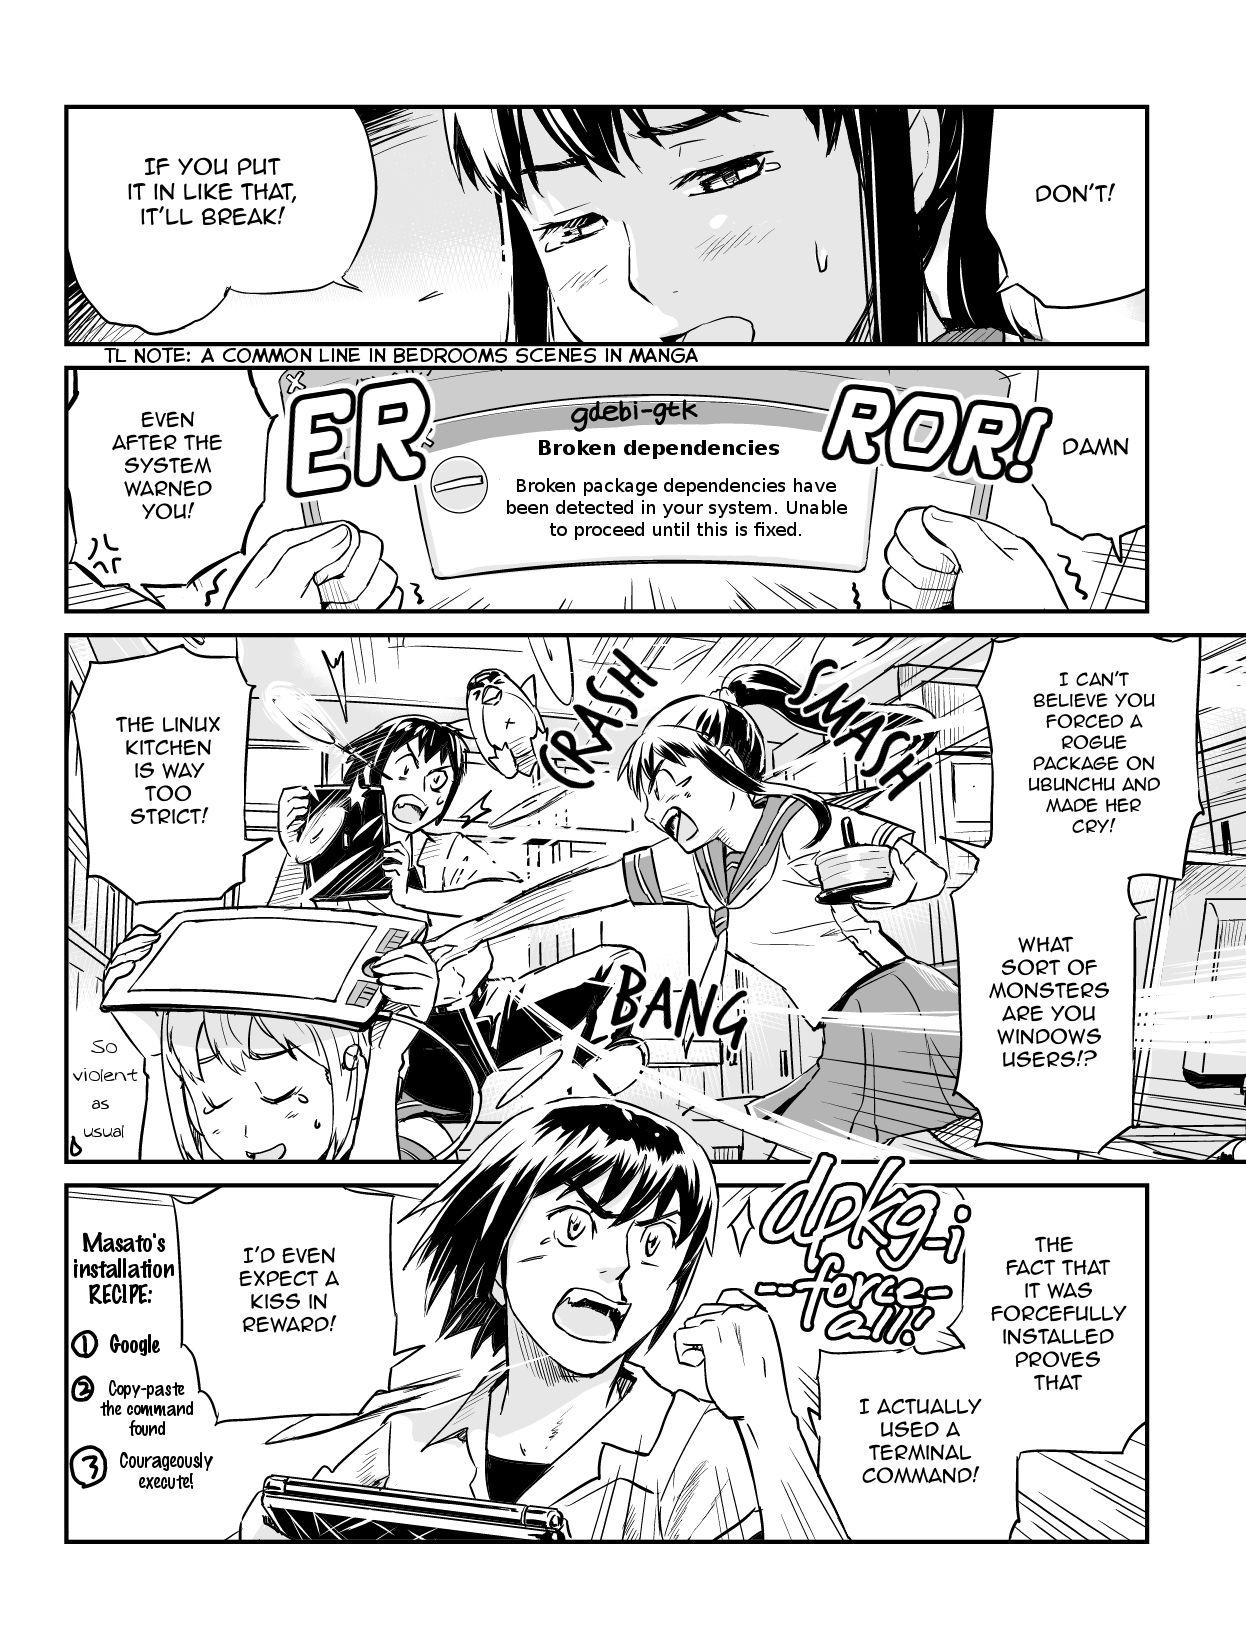 DON'T!
IF YOU PUT
IT IN LIKE THAT,
IT'LL BREAK!
TL NOTE: A COMMON LINE IN BEDROOMS SCENES IN MANGA
DAMN
ER
ROR!
gdebi-gtk
Broken dependencies
Broken package dependencies have
been detected in your system. Unable
to proceed until this is fixed.
EVEN
AFTER THE
SYSTEM
WARNED
YOU!
I CAN'T
BELIEVE YOU
FORCED A
ROGUE
PACKAGE ON
UBUNCHU AND
MADE HER
CRY!
WHAT
SORT OF
MONSTERS
ARE YOU
WINDOWS
USERS!?
SMASH
CRASH
BANG
THE LINUX
KITCHEN
IS WAY
TOO
STRICT!
So
violent
as
usual
THE
FACT THAT
IT WAS
FORCEFULLY
INSTALLED
PROVES
THAT
I ACTUALLY
USED A
TERMINAL
COMMAND!
dpkg-i
--force-
all!
I'D EVEN
EXPECT A
KISS IN
REWARD!
Masato's
installation
RECIPE:
1 Google
2 Copy-paste
the command
found
3 Courageously
execute!